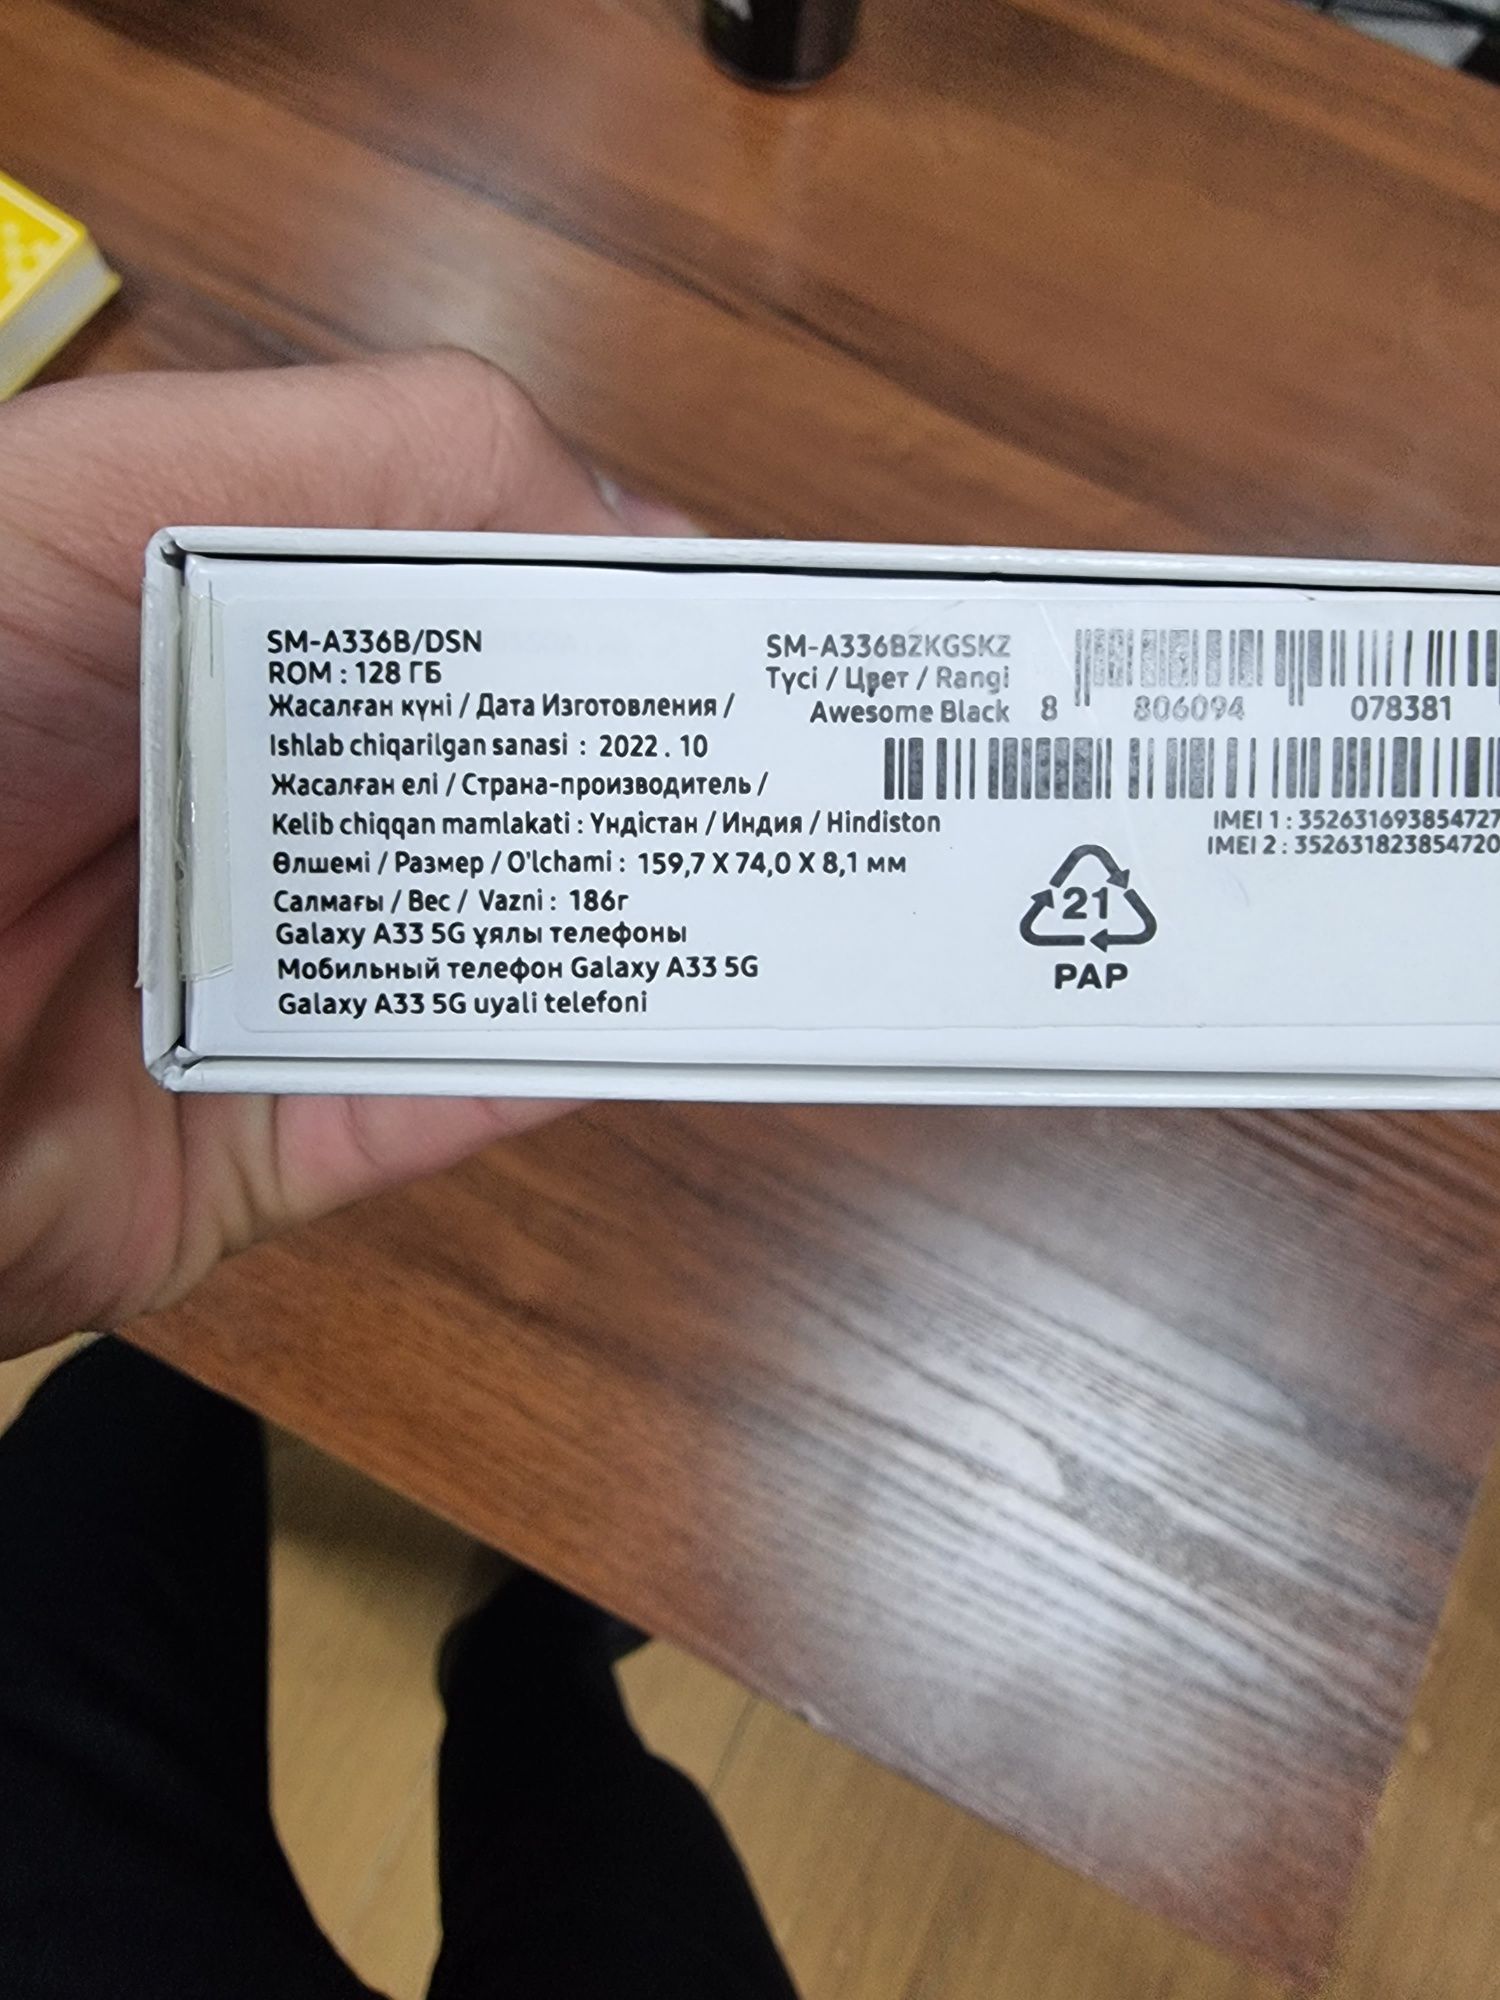 SM-A336B/DSN
ROM : 128 ГБ
Жасалған күні / Дата Изготовления /
Ishlab chiqarilgan sanasi : 2022 . 10
Жасалған елі / Страна-производитель /
Kelib chiqqan mamlakati : Үндістан / Индия / Hindiston
Өлшемі / Размер / O'lchami : 159,7 X 74,0 X 8,1 мм
Салмағы / Вес / Vazni : 186г
Galaxy A33 5G ұялы телефоны
Мобильный телефон Galaxy A33 5G
Galaxy A33 5G uyali telefoni
SM-A336BZKGSKZ
Түсі / Цвет / Rangi
Awesome Black
8 806094 078381
IMEI 1 : 352631693854727
IMEI 2 : 352631823854720
21
PAP